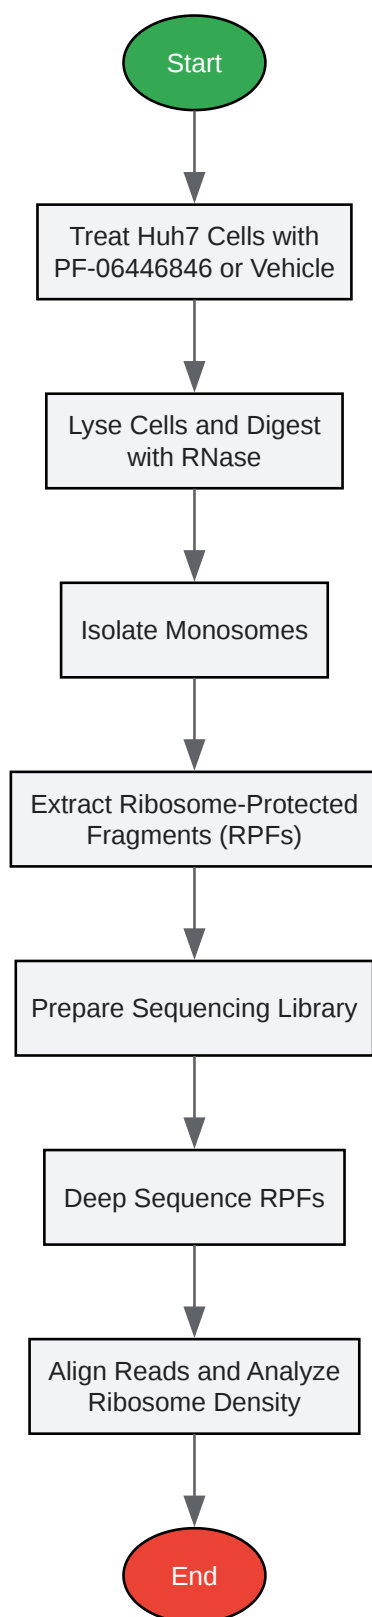 Start
Treat Huh7 Cells with
PF-06446846 or Vehicle
Lyse Cells and Digest
with RNase
Isolate Monosomes
Extract Ribosome-Protected
Fragments (RPFs)
Prepare Sequencing Library
Deep Sequence RPFs
Align Reads and Analyze
Ribosome Density
End